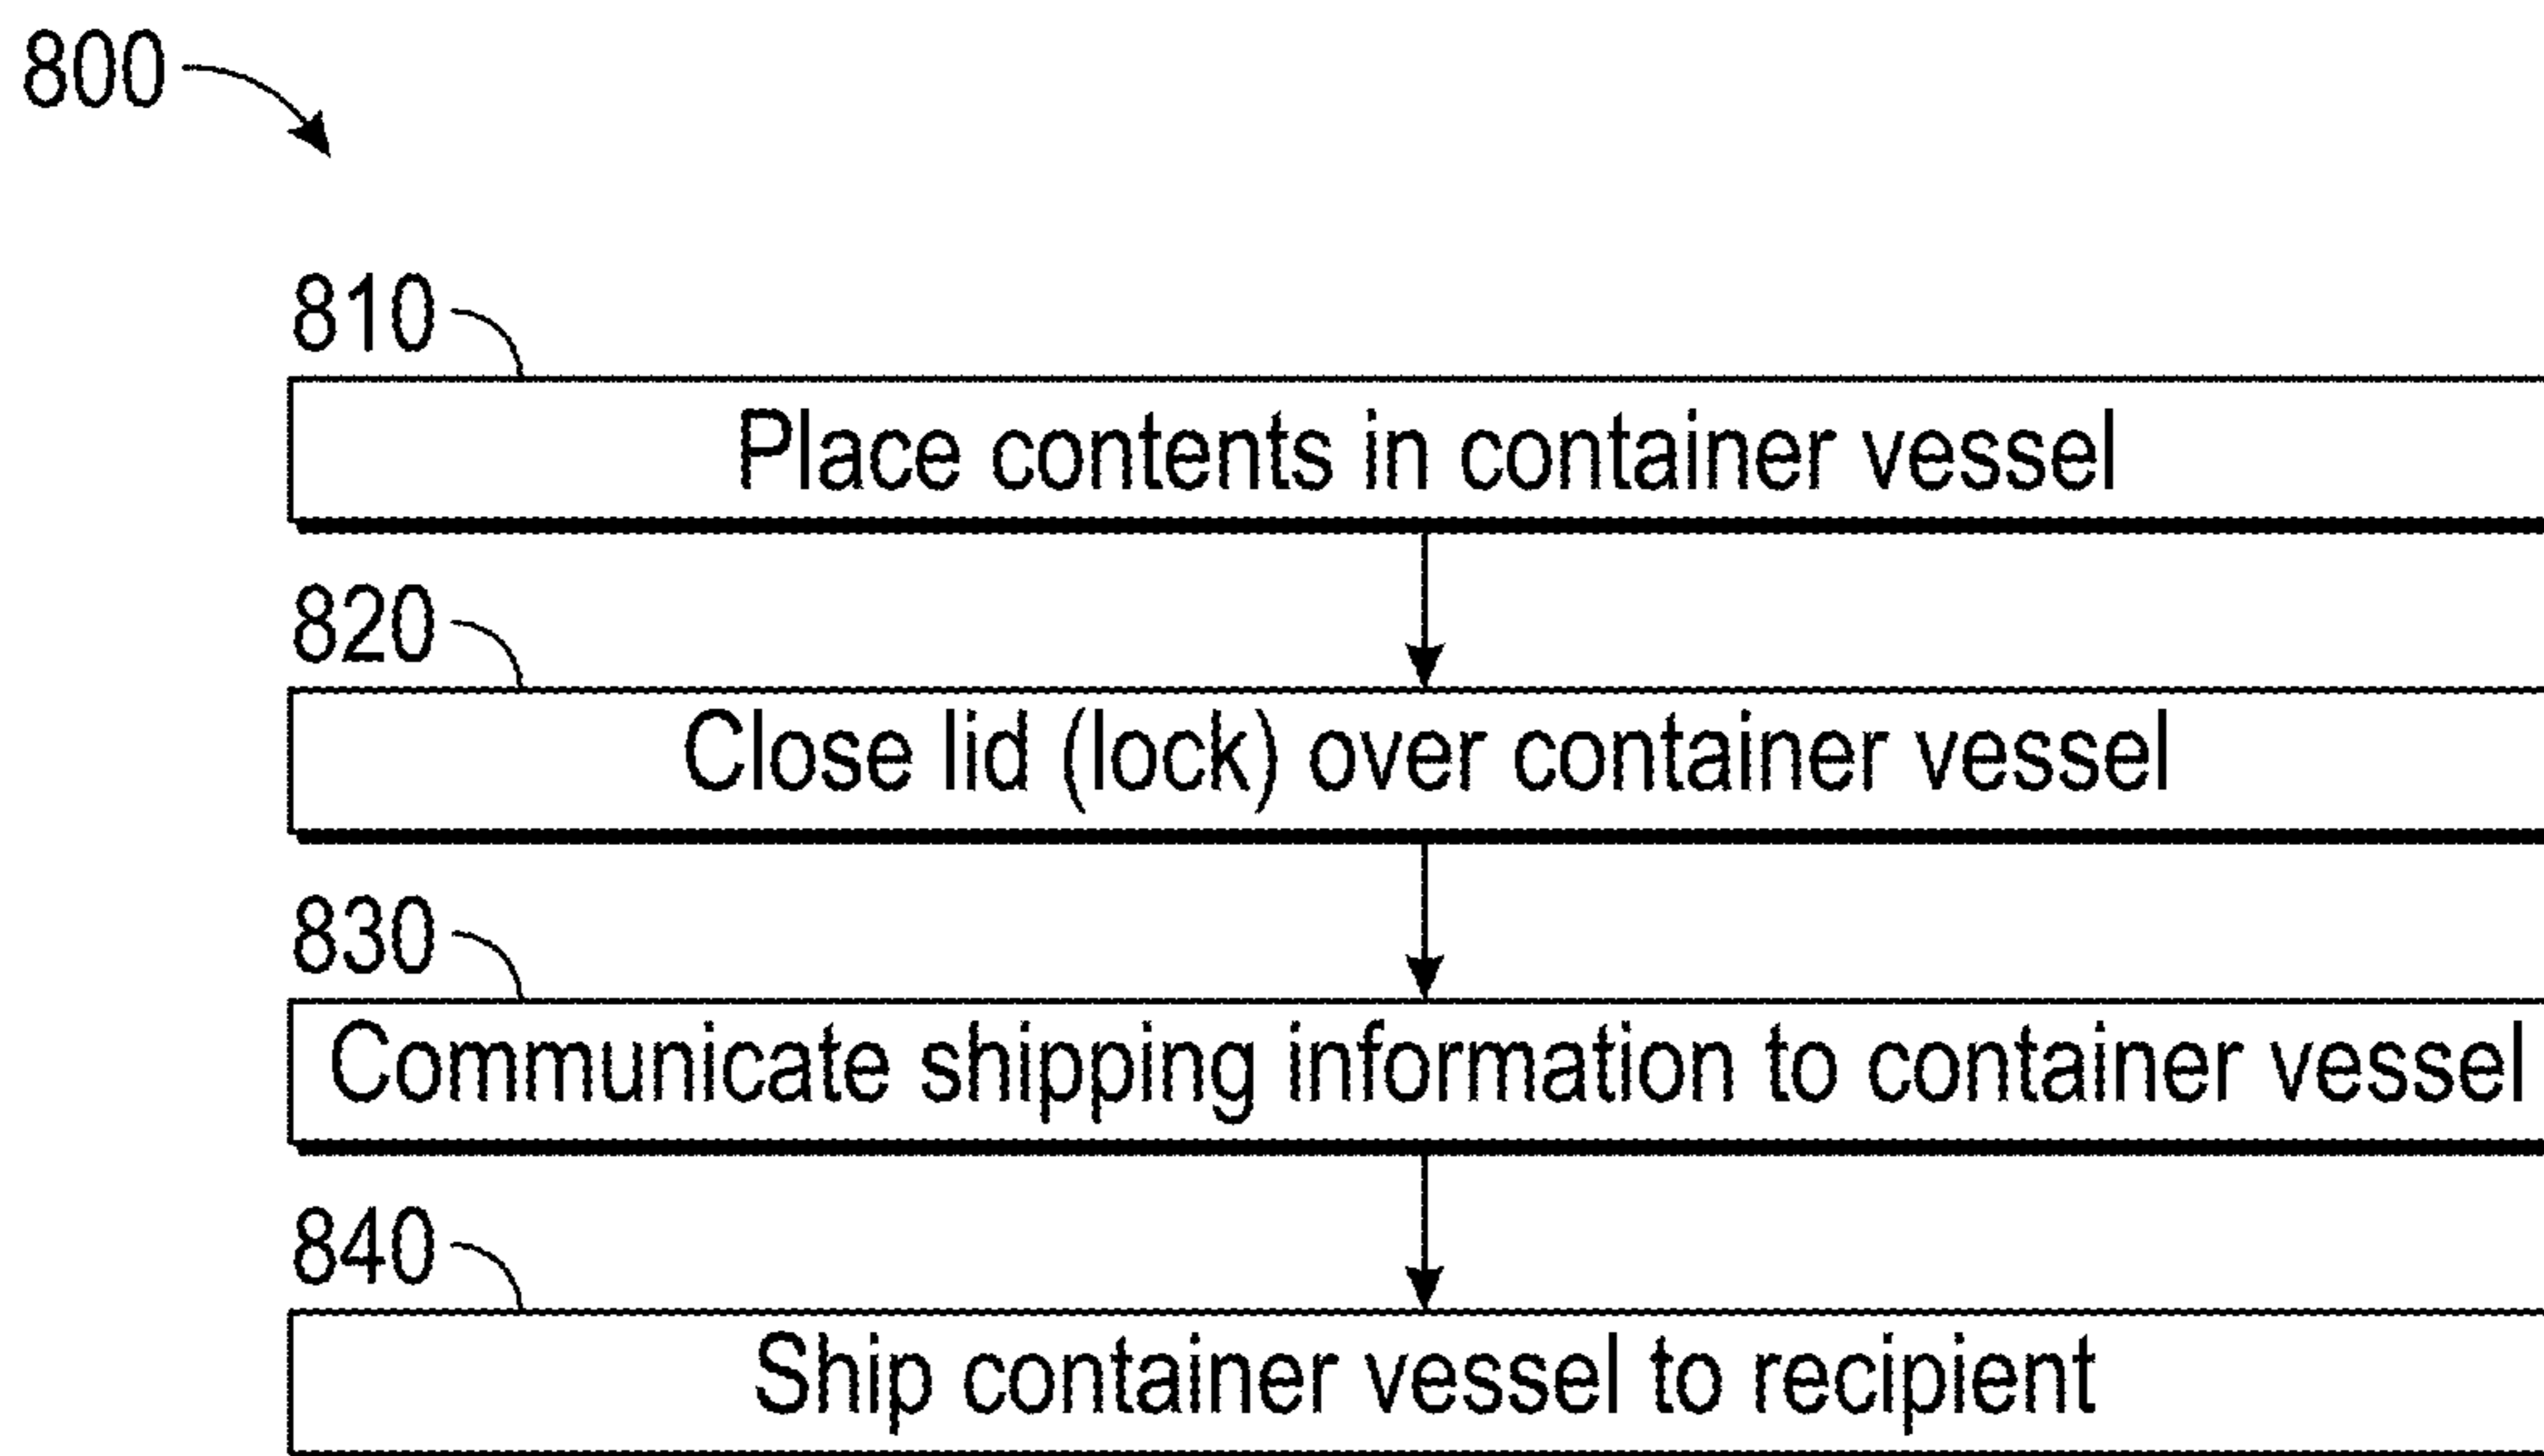 800
810
Place contents in container vessel
820
Close lid (lock) over container vessel
830
Communicate shipping information to container vessel
840
Ship container vessel to recipient